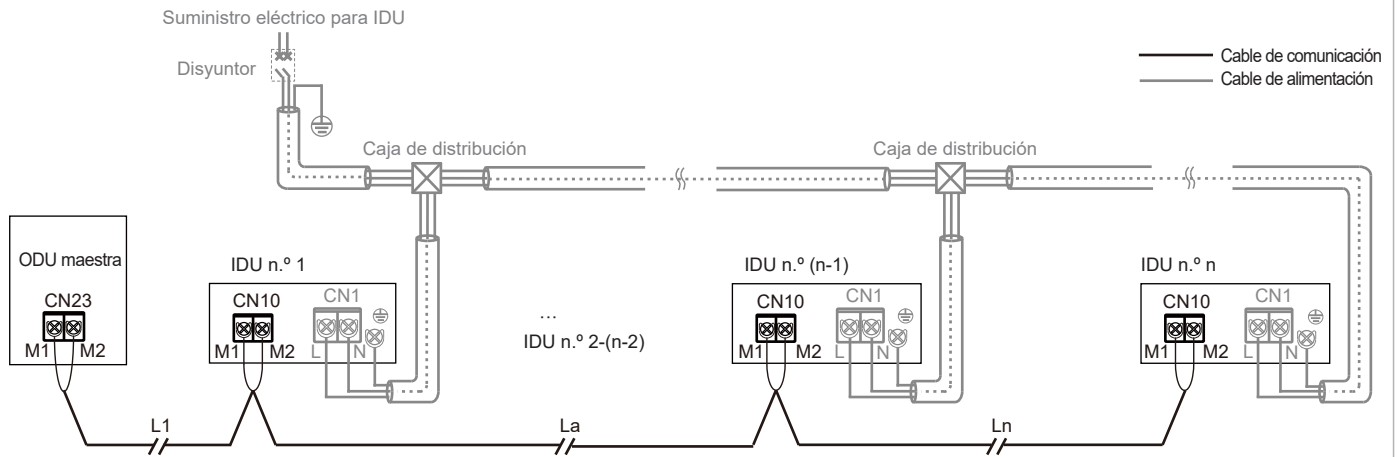 Suministro eléctrico para IDU
Disyuntor
Cable de comunicación
Cable de alimentación
Caja de distribución
Caja de distribución
ODU maestra
CN23
M1 M2
IDU n.º 1
CN10
CN1
M1 M2
L N
...
IDU n.º 2-(n-2)
IDU n.º (n-1)
CN10
CN1
M1 M2
L N
IDU n.º n
CN10
CN1
M1 M2
L N
L1
La
Ln